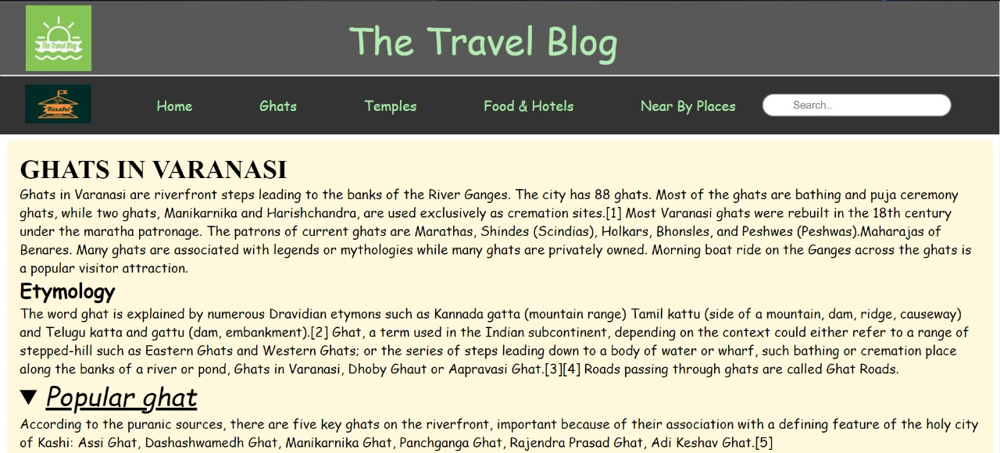 The Travel Blog
The Travel Blog
Kashi
Home Ghats Temples Food & Hotels Near By Places Search..
GHATS IN VARANASI
Ghats in Varanasi are riverfront steps leading to the banks of the River Ganges. The city has 88 ghats. Most of the ghats are bathing and puja ceremony
ghats, while two ghats, Manikarnika and Harishchandra, are used exclusively as cremation sites.[1] Most Varanasi ghats were rebuilt in the 18th century
under the maratha patronage. The patrons of current ghats are Marathas, Shindes (Scindias), Holkars, Bhonsles, and Peshwes (Peshwas).Maharajas of
Benares. Many ghats are associated with legends or mythologies while many ghats are privately owned. Morning boat ride on the Ganges across the ghats is
a popular visitor attraction.
Etymology
The word ghat is explained by numerous Dravidian etymons such as Kannada gatta (mountain range) Tamil kattu (side of a mountain, dam, ridge, causeway)
and Telugu katta and gattu (dam, embankment).[2] Ghat, a term used in the Indian subcontinent, depending on the context could either refer to a range of
stepped-hill such as Eastern Ghats and Western Ghats; or the series of steps leading down to a body of water or wharf, such bathing or cremation place
along the banks of a river or pond, Ghats in Varanasi, Dhoby Ghaut or Aapravasi Ghat.[3][4] Roads passing through ghats are called Ghat Roads.
Popular ghat
According to the puranic sources, there are five key ghats on the riverfront, important because of their association with a defining feature of the holy city
of Kashi: Assi Ghat, Dashashwamedh Ghat, Manikarnika Ghat, Panchganga Ghat, Rajendra Prasad Ghat, Adi Keshav Ghat.[5]